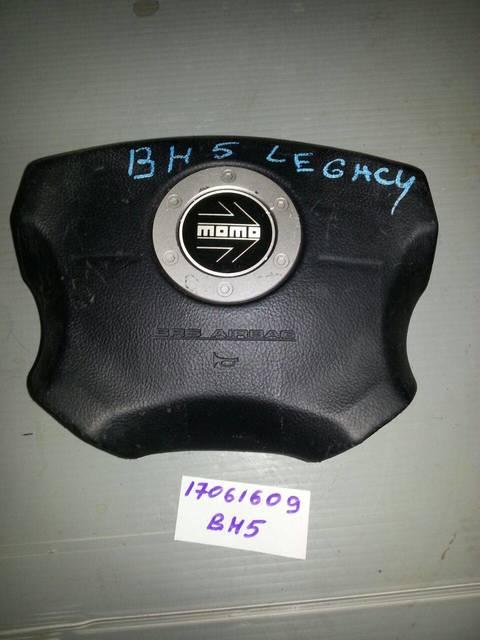 BH5 LEGACY
momo
SRS AIRBAG
17061609
BH5